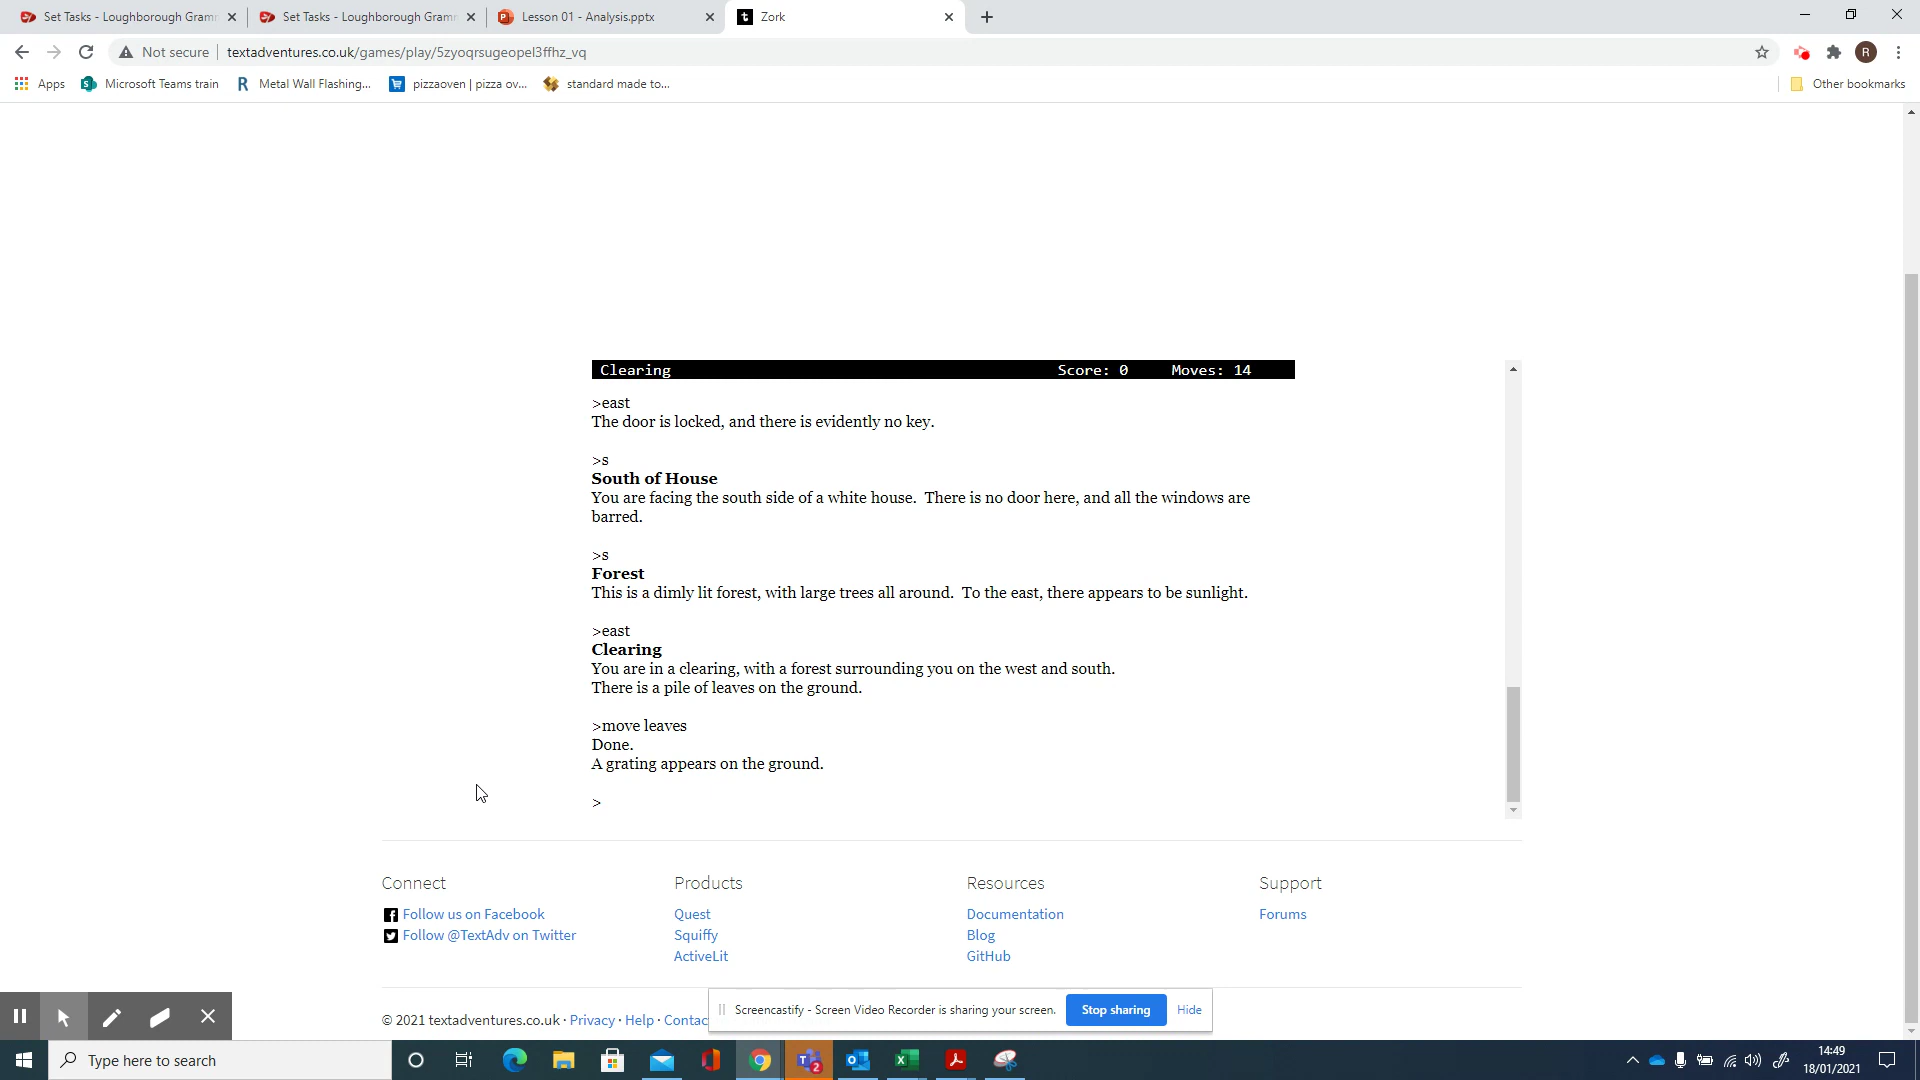 Set Tasks - Loughborough Gramm
Set Tasks - Loughborough Gramm
Lesson 01 - Analysis.pptx
Zork
Not secure
textadventures.co.uk/games/play/5zyoqrsugeopel3ffhz_vq
R
Apps
Microsoft Teams train
Metal Wall Flashing...
pizzaoven | pizza ov...
standard made to...
Other bookmarks
Clearing Score: 0 Moves: 14
>east
The door is locked, and there is evidently no key.
>s
South of House
You are facing the south side of a white house. There is no door here, and all the windows are
barred.
>s
Forest
This is a dimly lit forest, with large trees all around. To the east, there appears to be sunlight.
>east
Clearing
You are in a clearing, with a forest surrounding you on the west and south.
There is a pile of leaves on the ground.
>move leaves
Done.
A grating appears on the ground.
>
Connect Products Resources Support
Follow us on Facebook Quest Documentation Forums
Follow @TextAdv on Twitter Squiffy Blog
ActiveLit GitHub
© 2021 textadventures.co.uk · Privacy · Help · Contac
Screencastify - Screen Video Recorder is sharing your screen. Stop sharing Hide
Type here to search
14:49
18/01/2021